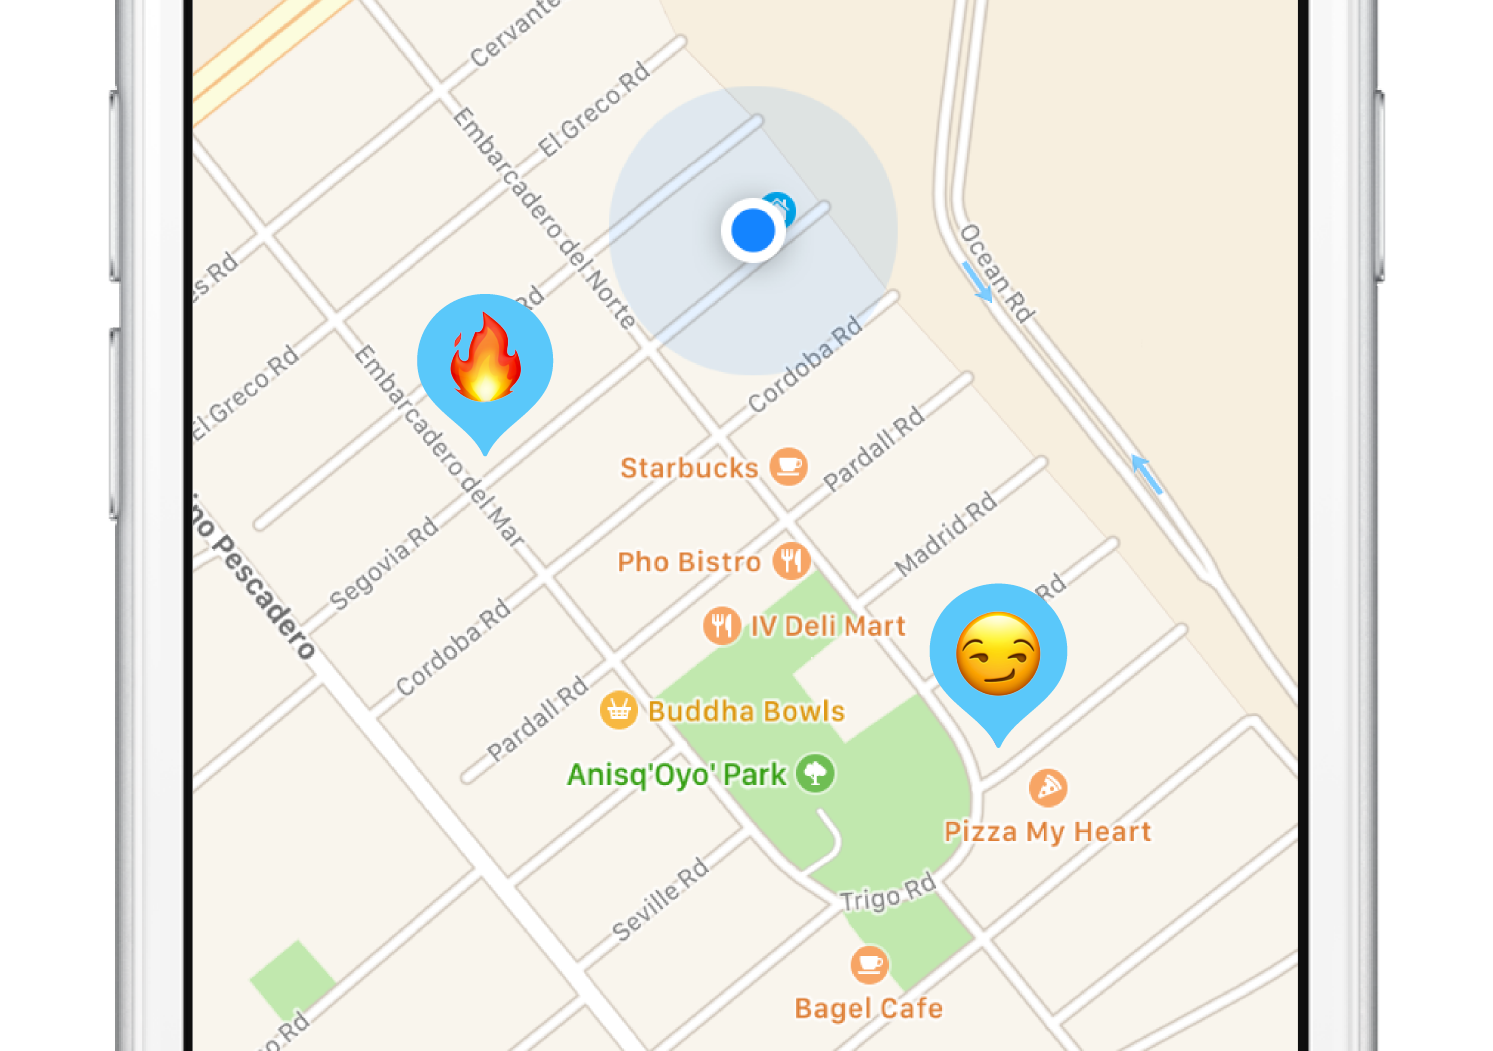 Cervante
El Greco Rd
Embarcadero del Norte
Ocean Rd
es Rd
Rd
El Greco Rd
Embarcadero del Mar
Cordoba Rd
Pardall Rd
Starbucks
Madrid Rd
no Pescadero
Segovia Rd
Pho Bistro
Rd
Cordoba Rd
IV Deli Mart
Pardall Rd
Buddha Bowls
Anisq'Oyo' Park
Pizza My Heart
Seville Rd
Trigo Rd
Bagel Cafe
o Rd